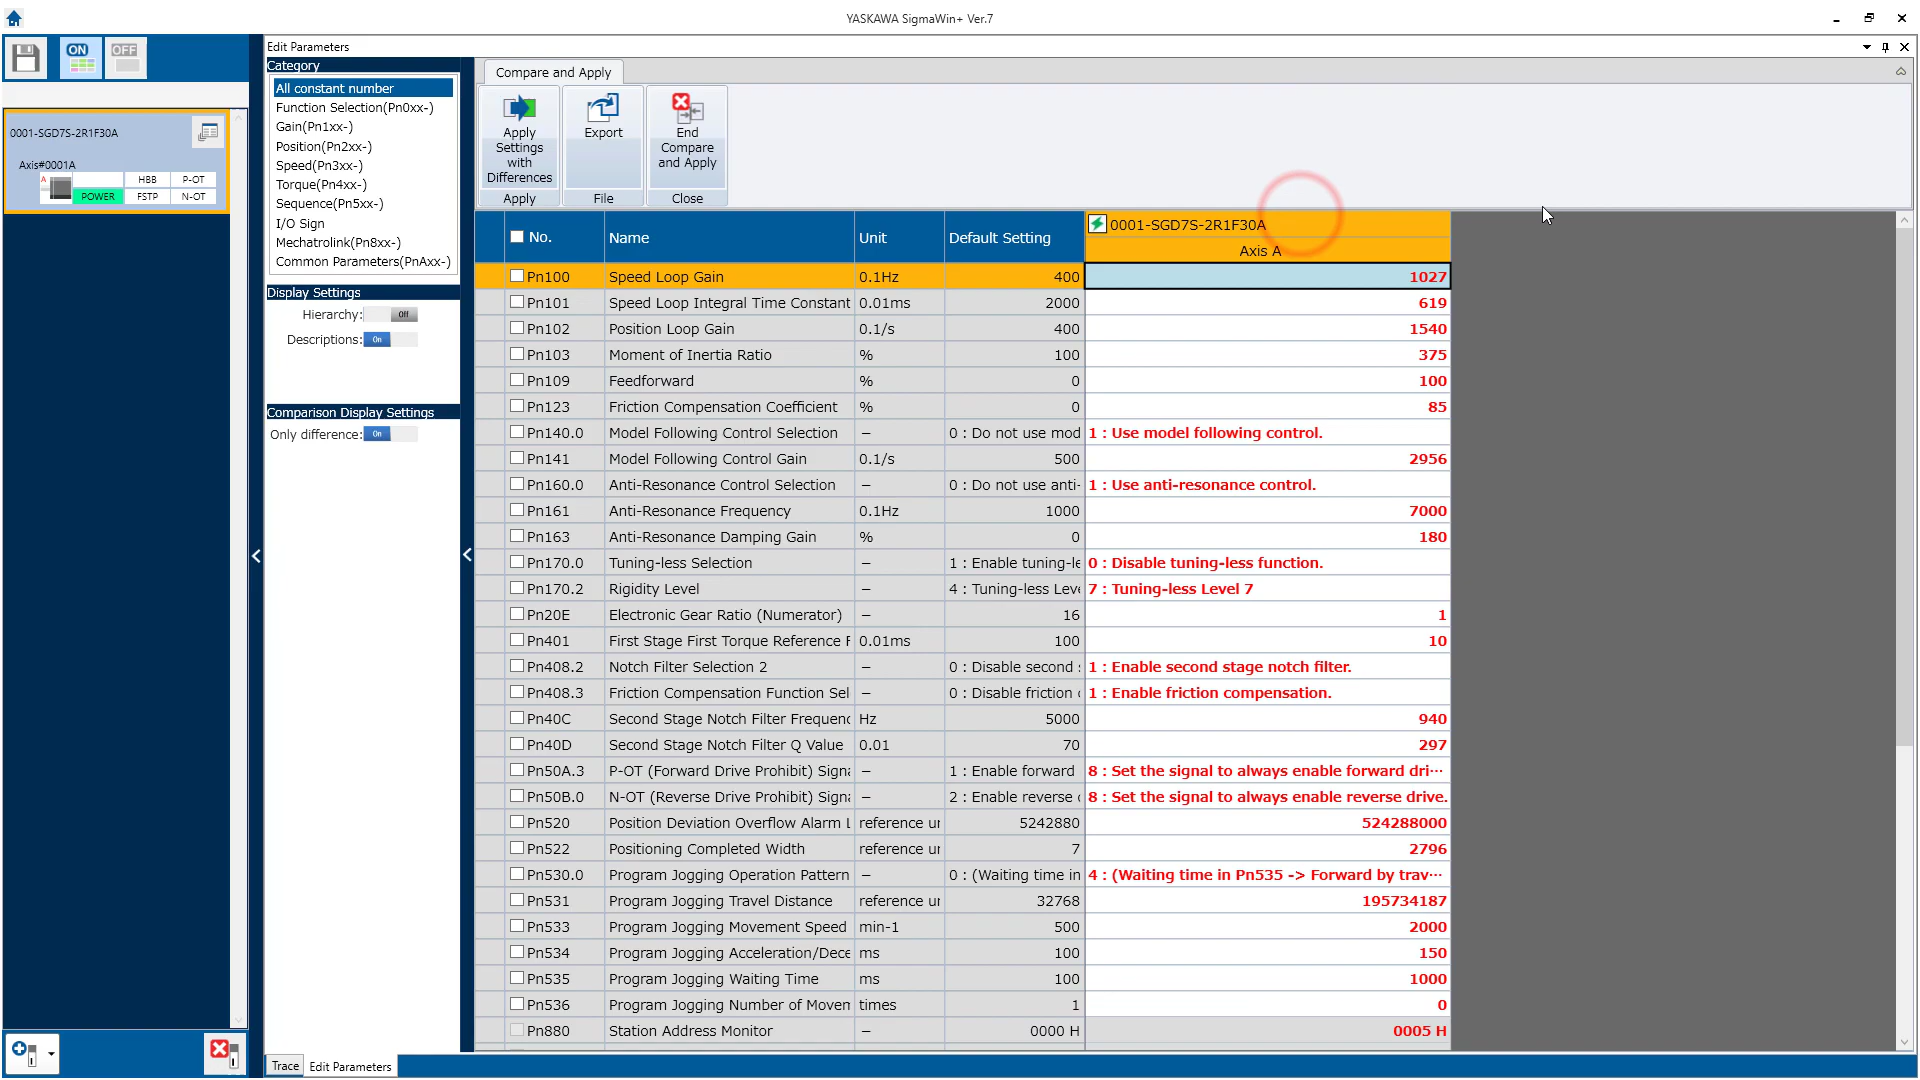 YASKAWA SigmaWin+ Ver.7
ON
OFF
0001-SGD7S-2R1F30A
Axis#0001A
A
HBB
P-OT
POWER
FSTP
N-OT
Edit Parameters
Category
All constant number
Function Selection(Pn0xx-)
Gain(Pn1xx-)
Position(Pn2xx-)
Speed(Pn3xx-)
Torque(Pn4xx-)
Sequence(Pn5xx-)
I/O Sign
Mechatrolink(Pn8xx-)
Common Parameters(PnAxx-)
Display Settings
Hierarchy: Off
Descriptions: On
Comparison Display Settings
Only difference: On
Compare and Apply
Apply Settings with Differences
Export
End Compare and Apply
Apply
File
Close
No. Name Unit Default Setting 0001-SGD7S-2R1F30A
Axis A
Pn100 Speed Loop Gain 0.1Hz 400 1027
Pn101 Speed Loop Integral Time Constant 0.01ms 2000 619
Pn102 Position Loop Gain 0.1/s 400 1540
Pn103 Moment of Inertia Ratio % 100 375
Pn109 Feedforward % 0 100
Pn123 Friction Compensation Coefficient % 0 85
Pn140.0 Model Following Control Selection − 0 : Do not use mod 1 : Use model following control.
Pn141 Model Following Control Gain 0.1/s 500 2956
Pn160.0 Anti-Resonance Control Selection − 0 : Do not use anti- 1 : Use anti-resonance control.
Pn161 Anti-Resonance Frequency 0.1Hz 1000 7000
Pn163 Anti-Resonance Damping Gain % 0 180
Pn170.0 Tuning-less Selection − 1 : Enable tuning-le 0 : Disable tuning-less function.
Pn170.2 Rigidity Level − 4 : Tuning-less Leve 7 : Tuning-less Level 7
Pn20E Electronic Gear Ratio (Numerator) − 16 1
Pn401 First Stage First Torque Reference F 0.01ms 100 10
Pn408.2 Notch Filter Selection 2 − 0 : Disable second s 1 : Enable second stage notch filter.
Pn408.3 Friction Compensation Function Sel − 0 : Disable friction c 1 : Enable friction compensation.
Pn40C Second Stage Notch Filter Frequenc Hz 5000 940
Pn40D Second Stage Notch Filter Q Value 0.01 70 297
Pn50A.3 P-OT (Forward Drive Prohibit) Signa − 1 : Enable forward 8 : Set the signal to always enable forward dri···
Pn50B.0 N-OT (Reverse Drive Prohibit) Signa − 2 : Enable reverse d 8 : Set the signal to always enable reverse drive.
Pn520 Position Deviation Overflow Alarm L reference un 5242880 524288000
Pn522 Positioning Completed Width reference un 7 2796
Pn530.0 Program Jogging Operation Pattern − 0 : (Waiting time in 4 : (Waiting time in Pn535 -> Forward by trav···
Pn531 Program Jogging Travel Distance reference un 32768 195734187
Pn533 Program Jogging Movement Speed min-1 500 2000
Pn534 Program Jogging Acceleration/Dece ms 100 150
Pn535 Program Jogging Waiting Time ms 100 1000
Pn536 Program Jogging Number of Movem times 1 0
Pn880 Station Address Monitor − 0000 H 0005 H
Trace
Edit Parameters